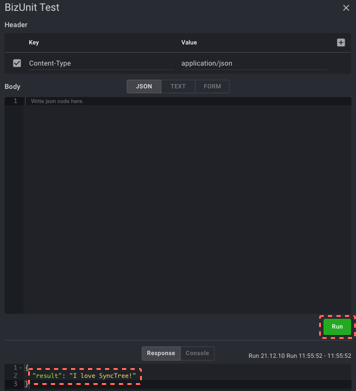 BizUnit Test
Header
Key Value
Content-Type application/json
Body JSON TEXT FORM
1 Write json code here.
Run
Response Console Run 21.12.10 Run 11:55:52 - 11:55:52
1 {
2 "result": "I love SyncTree!"
3 }